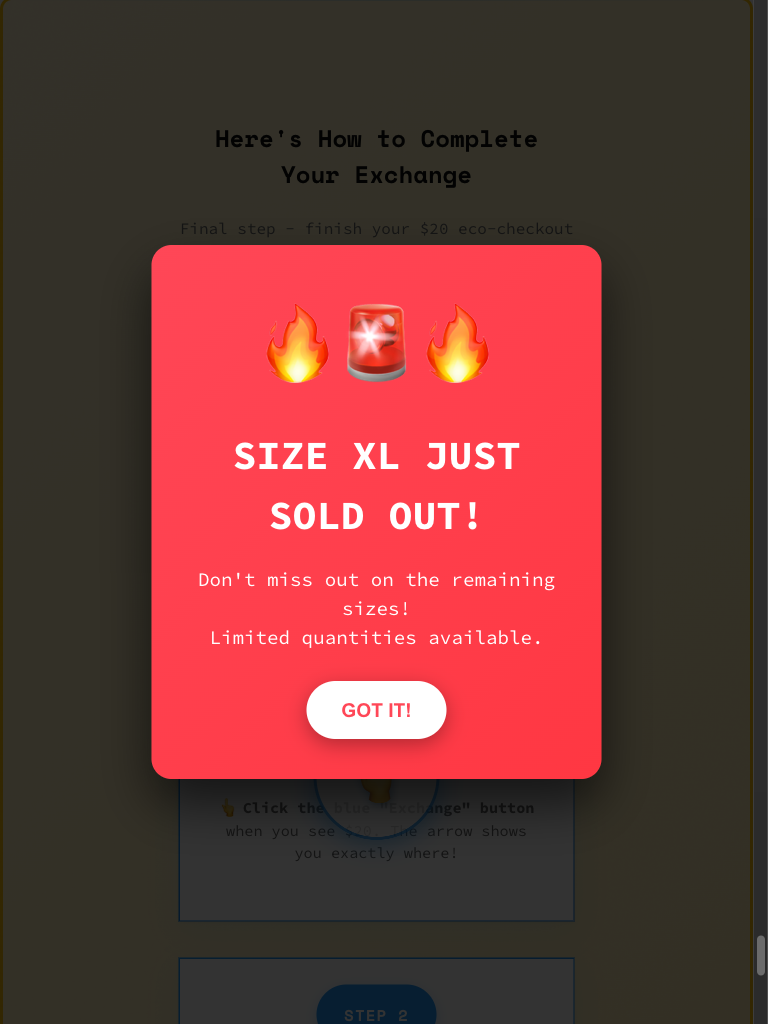 Here's How to Complete
Your Exchange
Final step - finish your $20 eco-checkout
SIZE XL JUST
SOLD OUT!
Don't miss out on the remaining
sizes!
Limited quantities available.
GOT IT!
Click the blue "Exchange" button
when you see $20. The arrow shows
you exactly where!
STEP 2